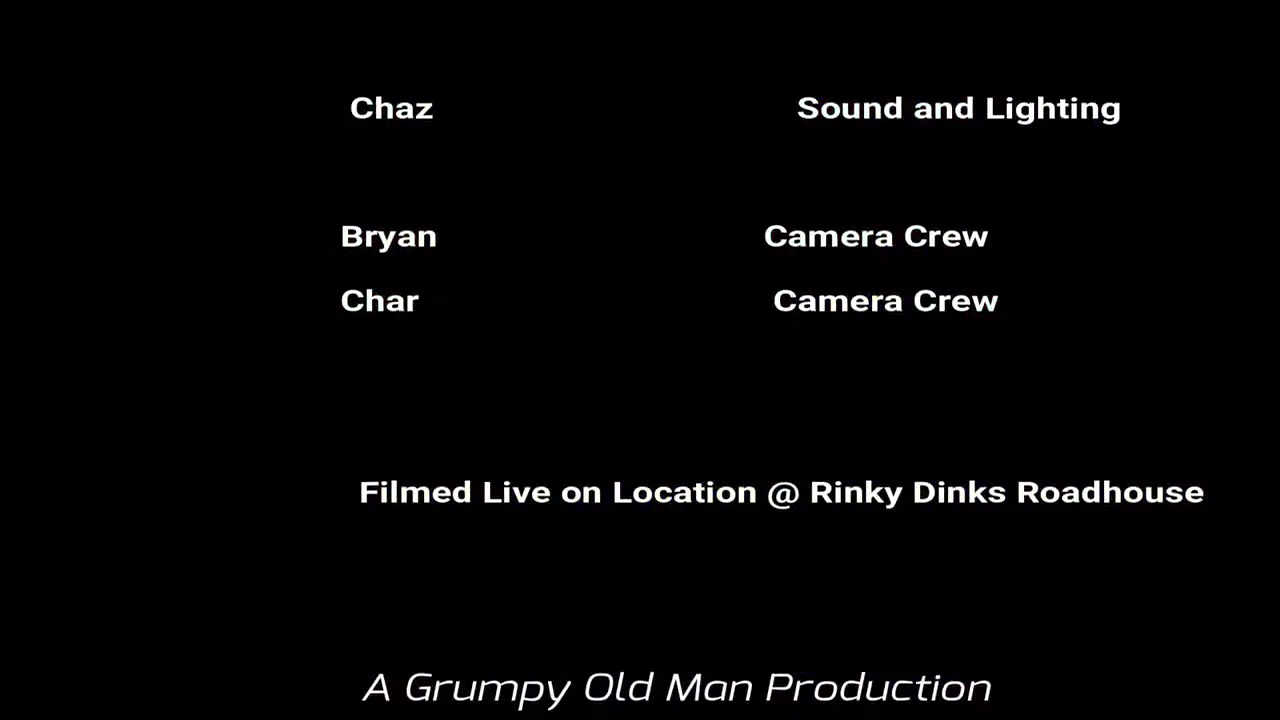 Chaz Sound and Lighting
Bryan Camera Crew
Char Camera Crew
Filmed Live on Location @ Rinky Dinks Roadhouse
A Grumpy Old Man Production